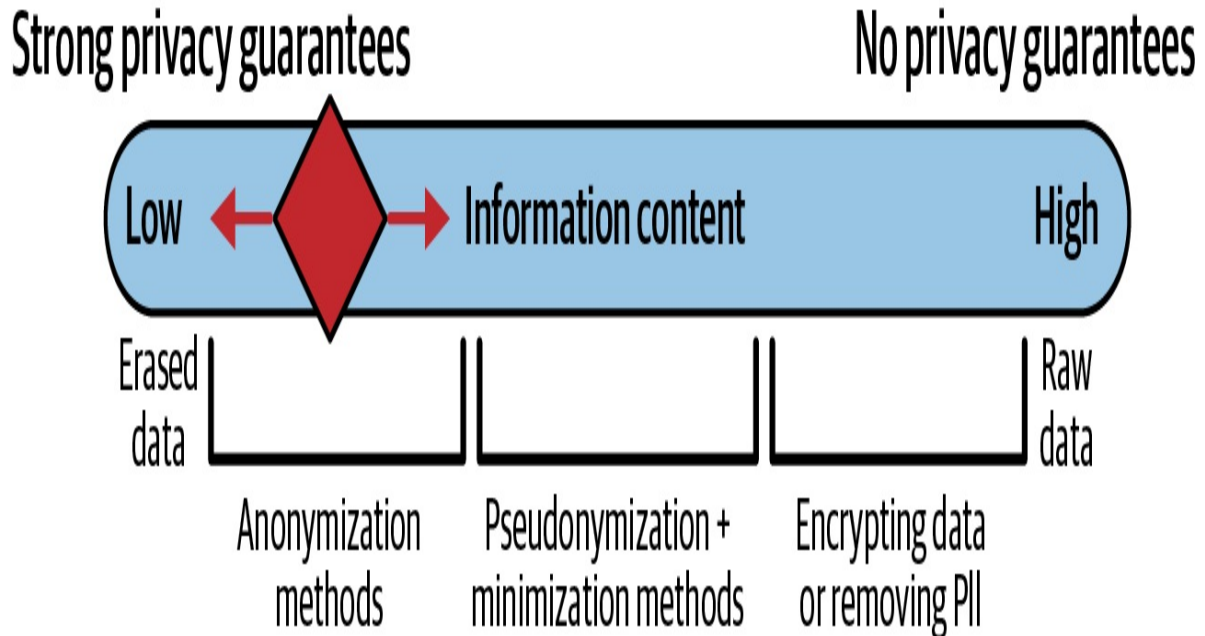 Strong privacy guarantees
No privacy guarantees
Low
Information content
High
Erased
data
Raw
data
Anonymization
methods
Pseudonymization +
minimization methods
Encrypting data
or removing PII